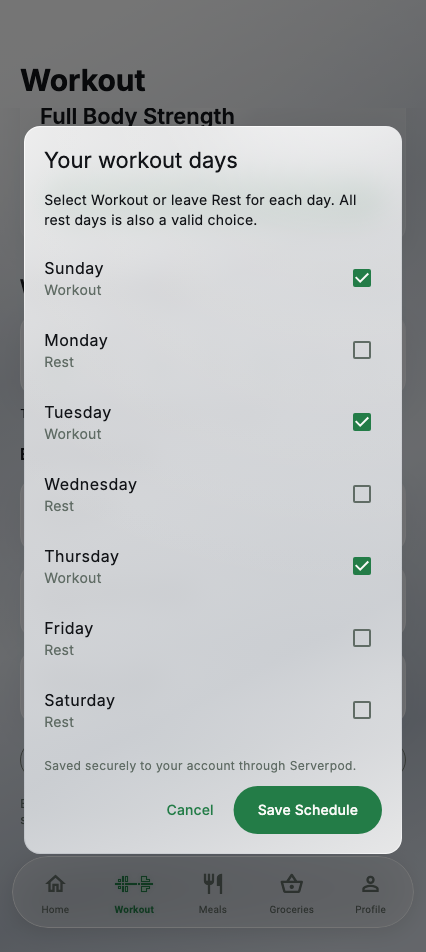 Workout
Full Body Strength
Your workout days
Select Workout or leave Rest for each day. All
rest days is also a valid choice.
Sunday
Workout
Monday
Rest
Tuesday
Workout
Wednesday
Rest
Thursday
Workout
Friday
Rest
Saturday
Rest
Saved securely to your account through Serverpod.
Cancel
Save Schedule
Home
Workout
Meals
Groceries
Profile